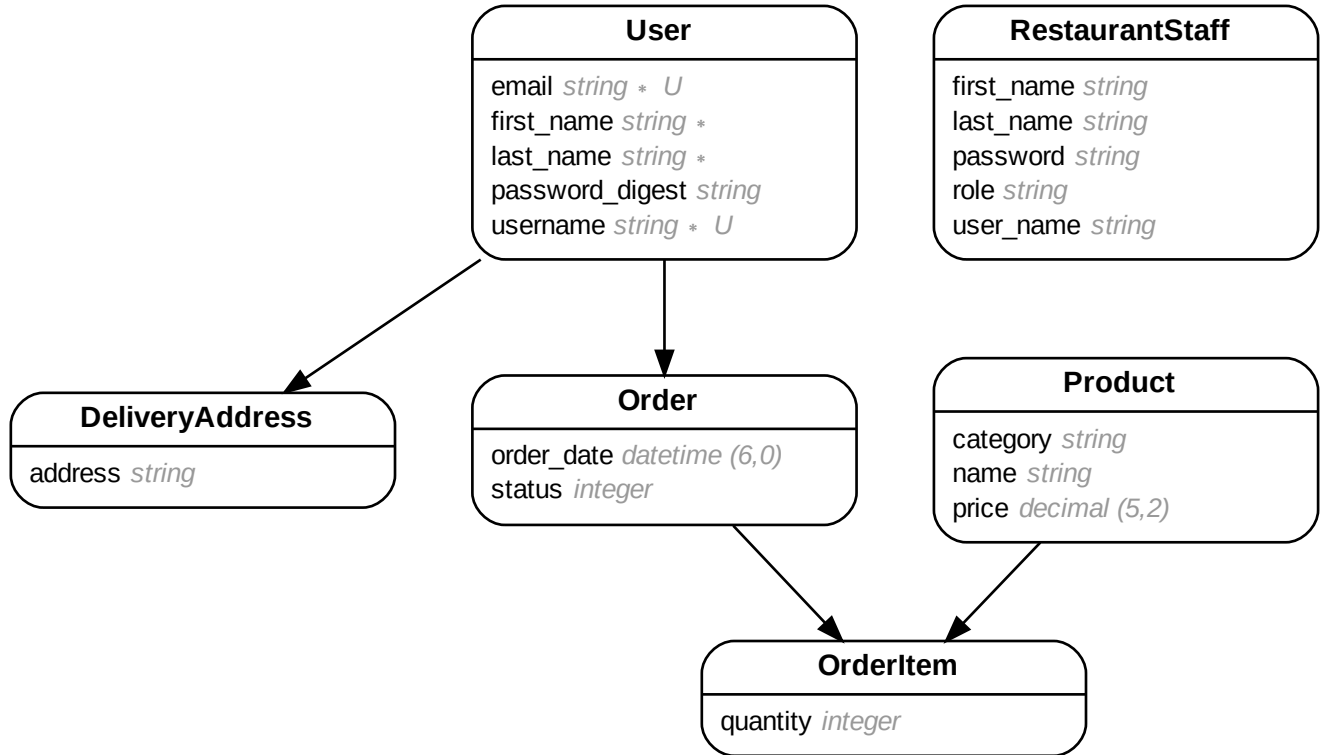 User
email string * U
first_name string *
last_name string *
password_digest string
username string * U
RestaurantStaff
first_name string
last_name string
password string
role string
user_name string
DeliveryAddress
address string
Order
order_date datetime (6,0)
status integer
Product
category string
name string
price decimal (5,2)
OrderItem
quantity integer